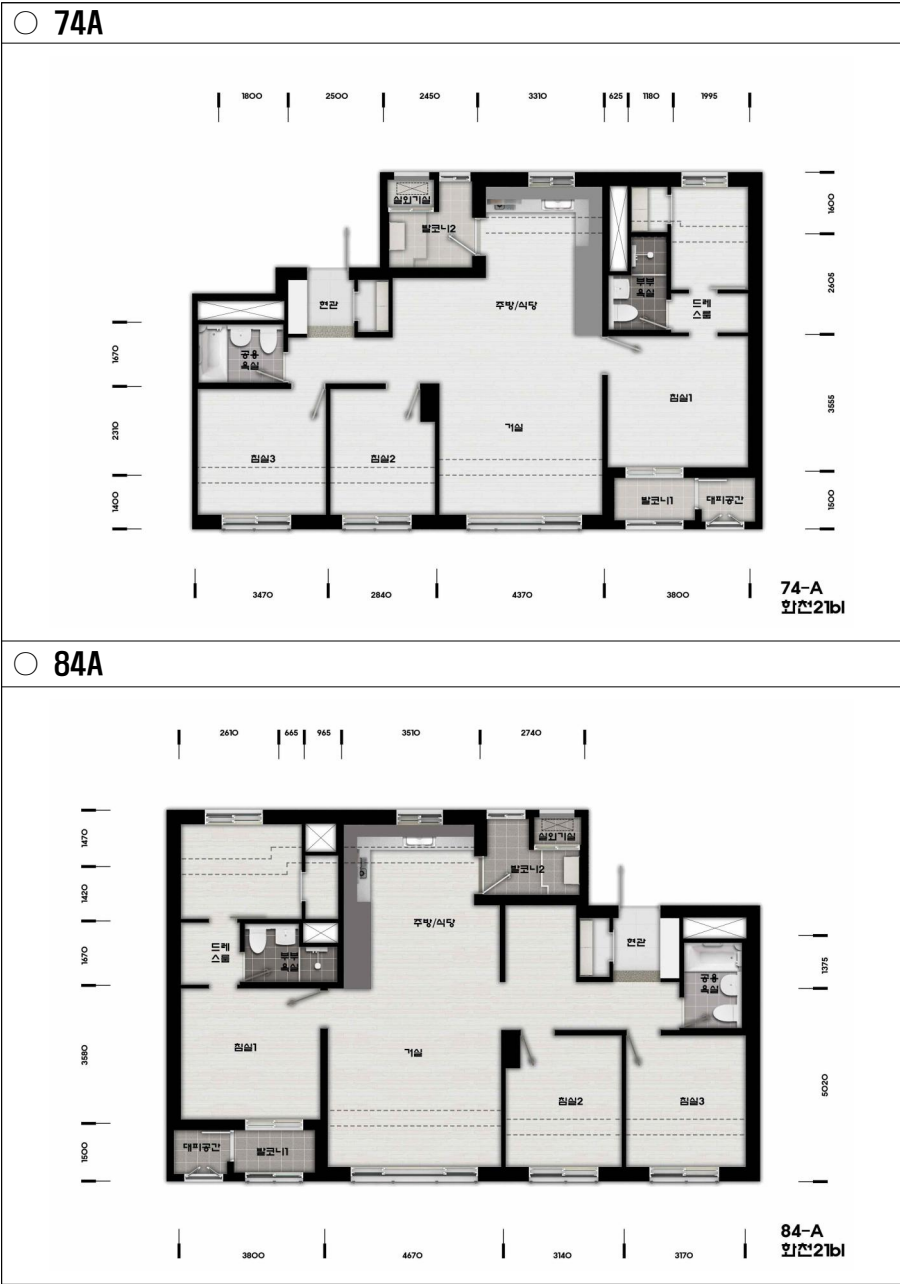 ○ 74A
1800 2500 2450 3310 625 1180 1995
실외기실
발코니2
1600
부부
욕실
2605
현관
주방/식당
드레
스룸
1670
공용
욕실
침실1
3555
2310
거실
침실3
침실2
1400
발코니1
대피공간
1500
3470 2840 4370 3800
74-A
화천21bl
○ 84A
2610 665 965 3510 2740
1470
실외기실
발코니2
1420
주방/식당
드레
스룸
부부
욕실
1670
현관
1375
공용
욕실
침실1
거실
3580
침실2
침실3
5020
대피공간
발코니1
1500
3800 4670 3140 3170
84-A
화천21bl